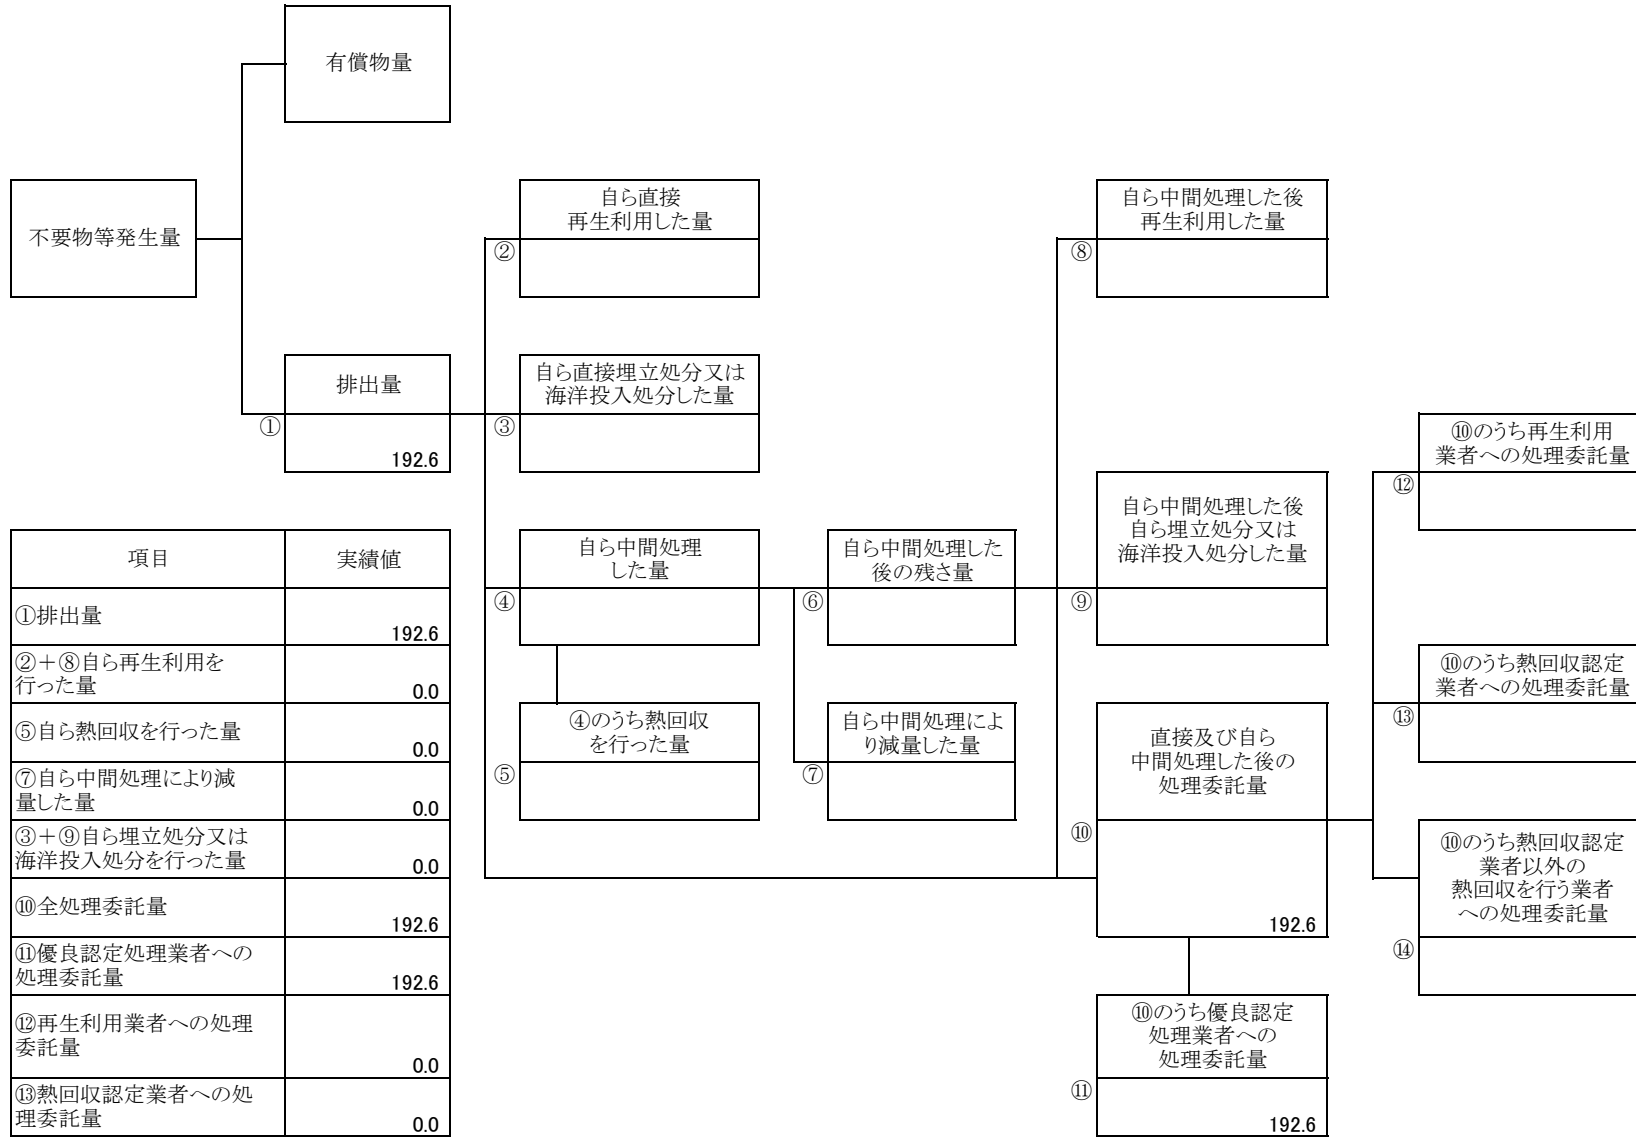 有償物量
不要物等発生量
排出量
①
192.6
自ら直接
再生利用した量
②
自ら直接埋立処分又は
海洋投入処分した量
③
自ら中間処理
した量
④
④のうち熱回収
を行った量
⑤
自ら中間処理した
後の残さ量
⑥
自ら中間処理によ
り減量した量
⑦
自ら中間処理した後
再生利用した量
⑧
自ら中間処理した後
自ら埋立処分又は
海洋投入処分した量
⑨
直接及び自ら
中間処理した後の
処理委託量
⑩
192.6
⑩のうち優良認定
処理業者への
処理委託量
⑪
192.6
⑩のうち再生利用
業者への処理委託量
⑫
⑩のうち熱回収認定
業者への処理委託量
⑬
⑩のうち熱回収認定
業者以外の
熱回収を行う業者
への処理委託量
⑭
項目 実績値
①排出量 192.6
②+⑧自ら再生利用を
行った量 0.0
⑤自ら熱回収を行った量 0.0
⑦自ら中間処理により減
量した量 0.0
③+⑨自ら埋立処分又は
海洋投入処分を行った量 0.0
⑩全処理委託量 192.6
⑪優良認定処理業者への
処理委託量 192.6
⑫再生利用業者への処理
委託量 0.0
⑬熱回収認定業者への処
理委託量 0.0